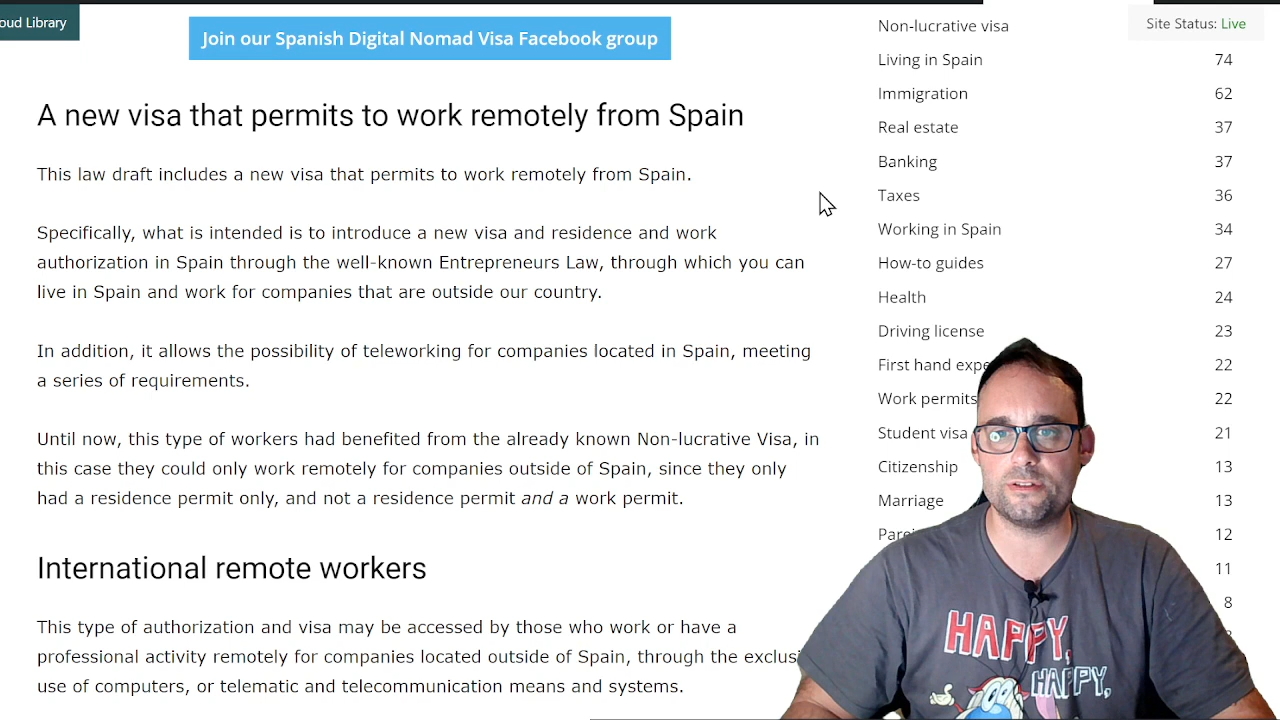 oud Library
Join our Spanish Digital Nomad Visa Facebook group
A new visa that permits to work remotely from Spain
This law draft includes a new visa that permits to work remotely from Spain.
Specifically, what is intended is to introduce a new visa and residence and work
authorization in Spain through the well-known Entrepreneurs Law, through which you can
live in Spain and work for companies that are outside our country.
In addition, it allows the possibility of teleworking for companies located in Spain, meeting
a series of requirements.
Until now, this type of workers had benefited from the already known Non-lucrative Visa, in
this case they could only work remotely for companies outside of Spain, since they only
had a residence permit only, and not a residence permit and a work permit.
International remote workers
This type of authorization and visa may be accessed by those who work or have a
professional activity remotely for companies located outside of Spain, through the exclusi
use of computers, or telematic and telecommunication means and systems.
Non-lucrative visa
Site Status: Live
Living in Spain 74
Immigration 62
Real estate 37
Banking 37
Taxes 36
Working in Spain 34
How-to guides 27
Health 24
Driving license 23
First hand expe 22
Work permits 22
Student visa 21
Citizenship 13
Marriage 13
12
11
8
HAPPY,
HAPPY,